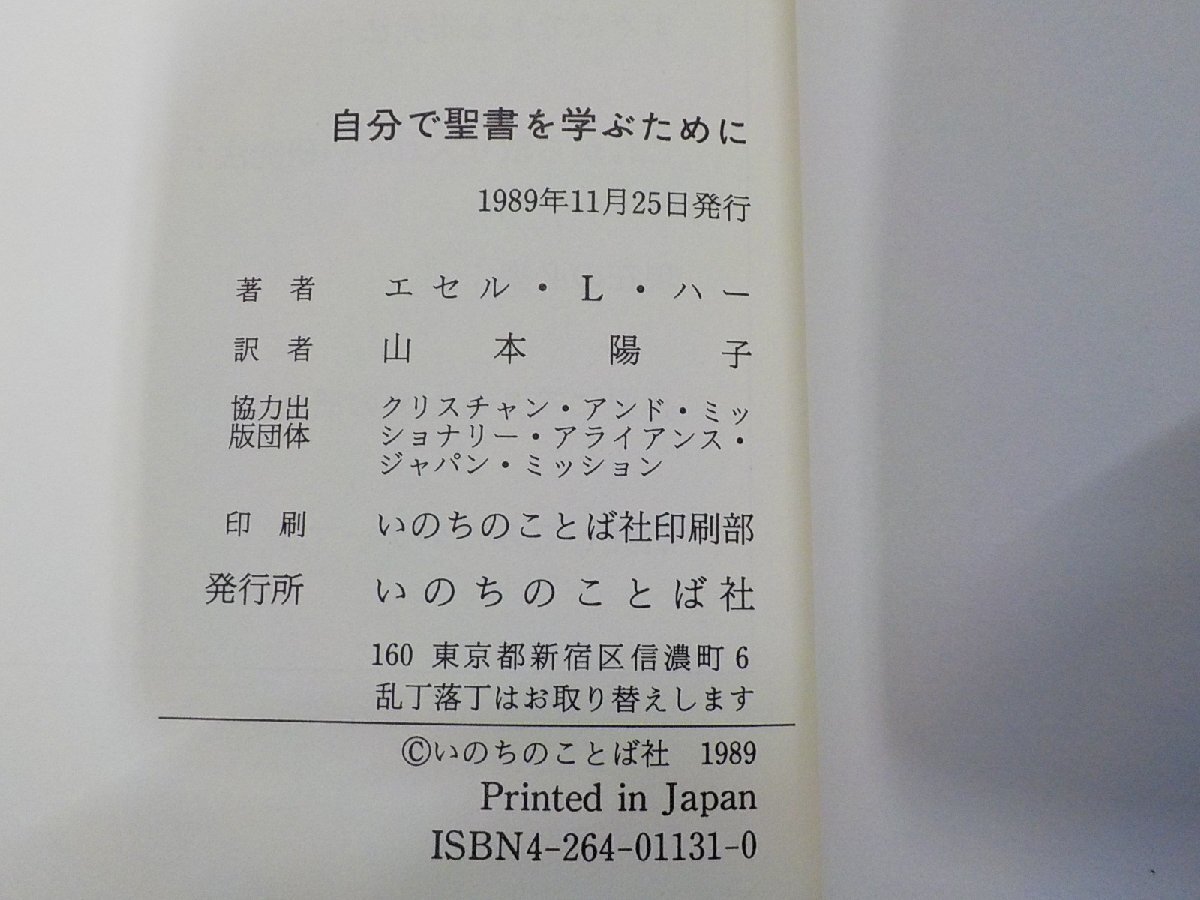 自分で聖書を学ぶために
1989年11月25日発行
著者 エセル・L・ハー
訳者 山本陽子
協力出 クリスチャン・アンド・ミッ
版団体 ショナリー・アライアンス・
ジャパン・ミッション
印刷 いのちのことば社印刷部
発行所 いのちのことば社
160 東京都新宿区信濃町6
乱丁落丁はお取り替えします
©いのちのことば社 1989
Printed in Japan
ISBN4-264-01131-0